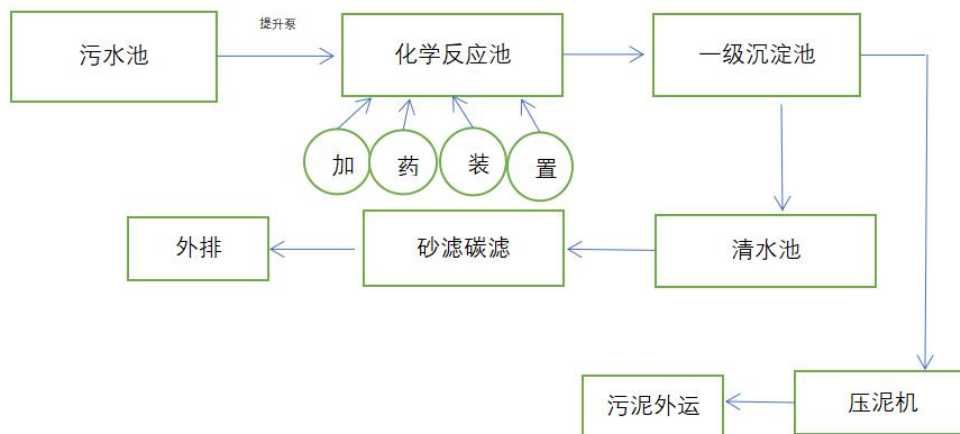 提升泵
污水池
化学反应池
一级沉淀池
加 药 装 置
外排
砂滤碳滤
清水池
污泥外运
压泥机